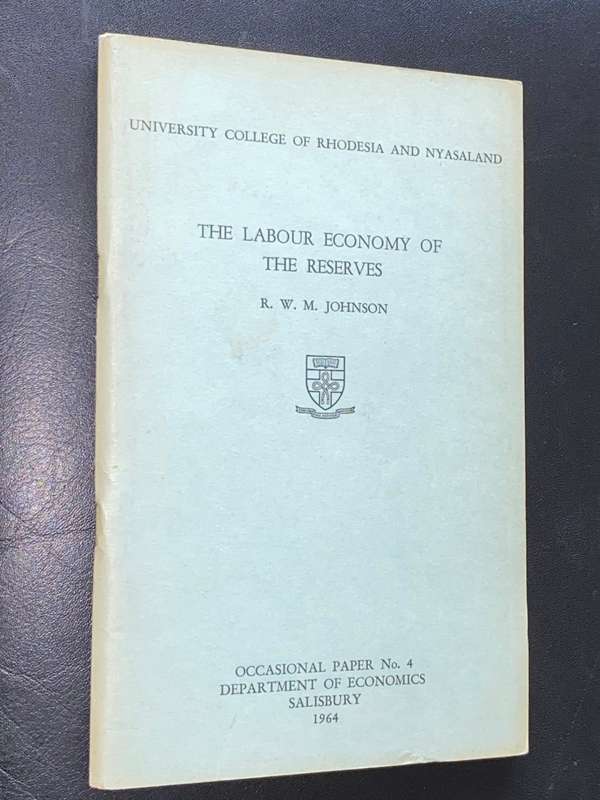 UNIVERSITY COLLEGE OF RHODESIA AND NYASALAND
THE LABOUR ECONOMY OF
THE RESERVES
R. W. M. JOHNSON
OCCASIONAL PAPER No. 4
DEPARTMENT OF ECONOMICS
SALISBURY
1964